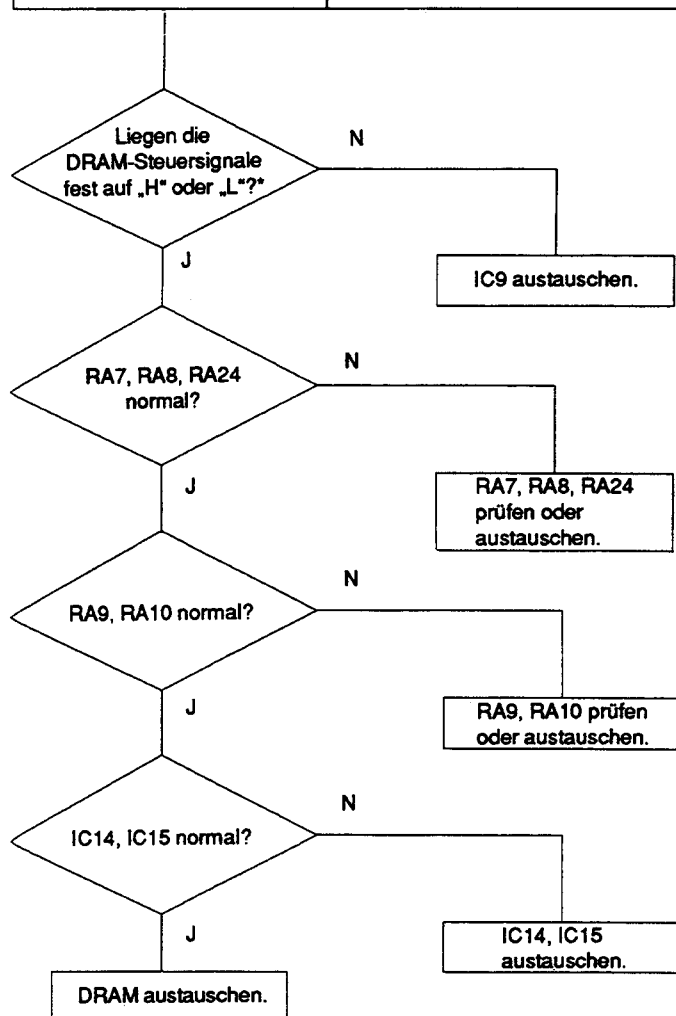 Liegen die
DRAM-Steuersignale
fest auf „H“ oder „L“?*
N
J
IC9 austauschen.
RA7, RA8, RA24
normal?
N
J
RA7, RA8, RA24
prüfen oder
austauschen.
RA9, RA10 normal?
N
J
RA9, RA10 prüfen
oder austauschen.
IC14, IC15 normal?
N
J
IC14, IC15
austauschen.
DRAM austauschen.